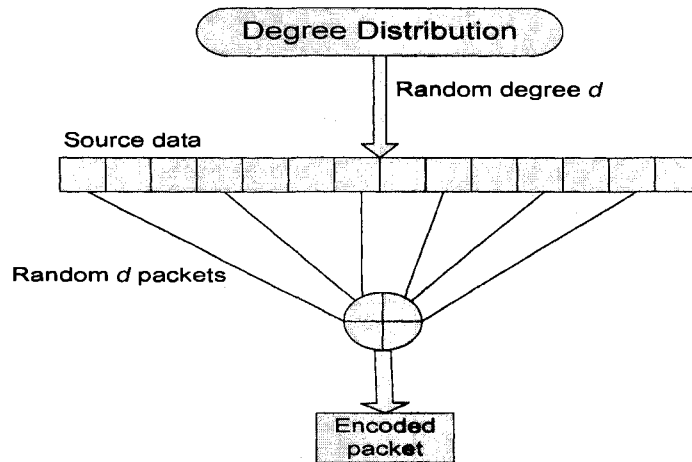 Degree Distribution
Random degree d
Source data
Random d packets
Encoded
packet